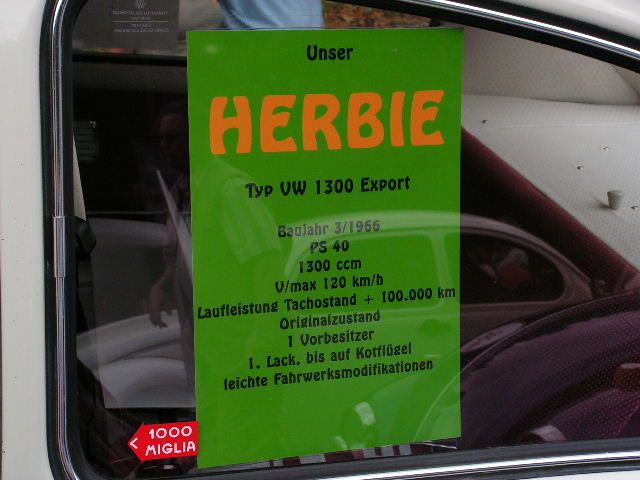 Unser
HERBIE
Typ VW 1300 Export
Baujahr 3/1966
PS 40
1300 ccm
V/max 120 km/h
Laufleistung Tachostand + 100.000 km
Originalzustand
1 Vorbesitzer
1. Lack. bis auf Kotflügel
leichte Fahrwerksmodifikationen
1000
MIGLIA